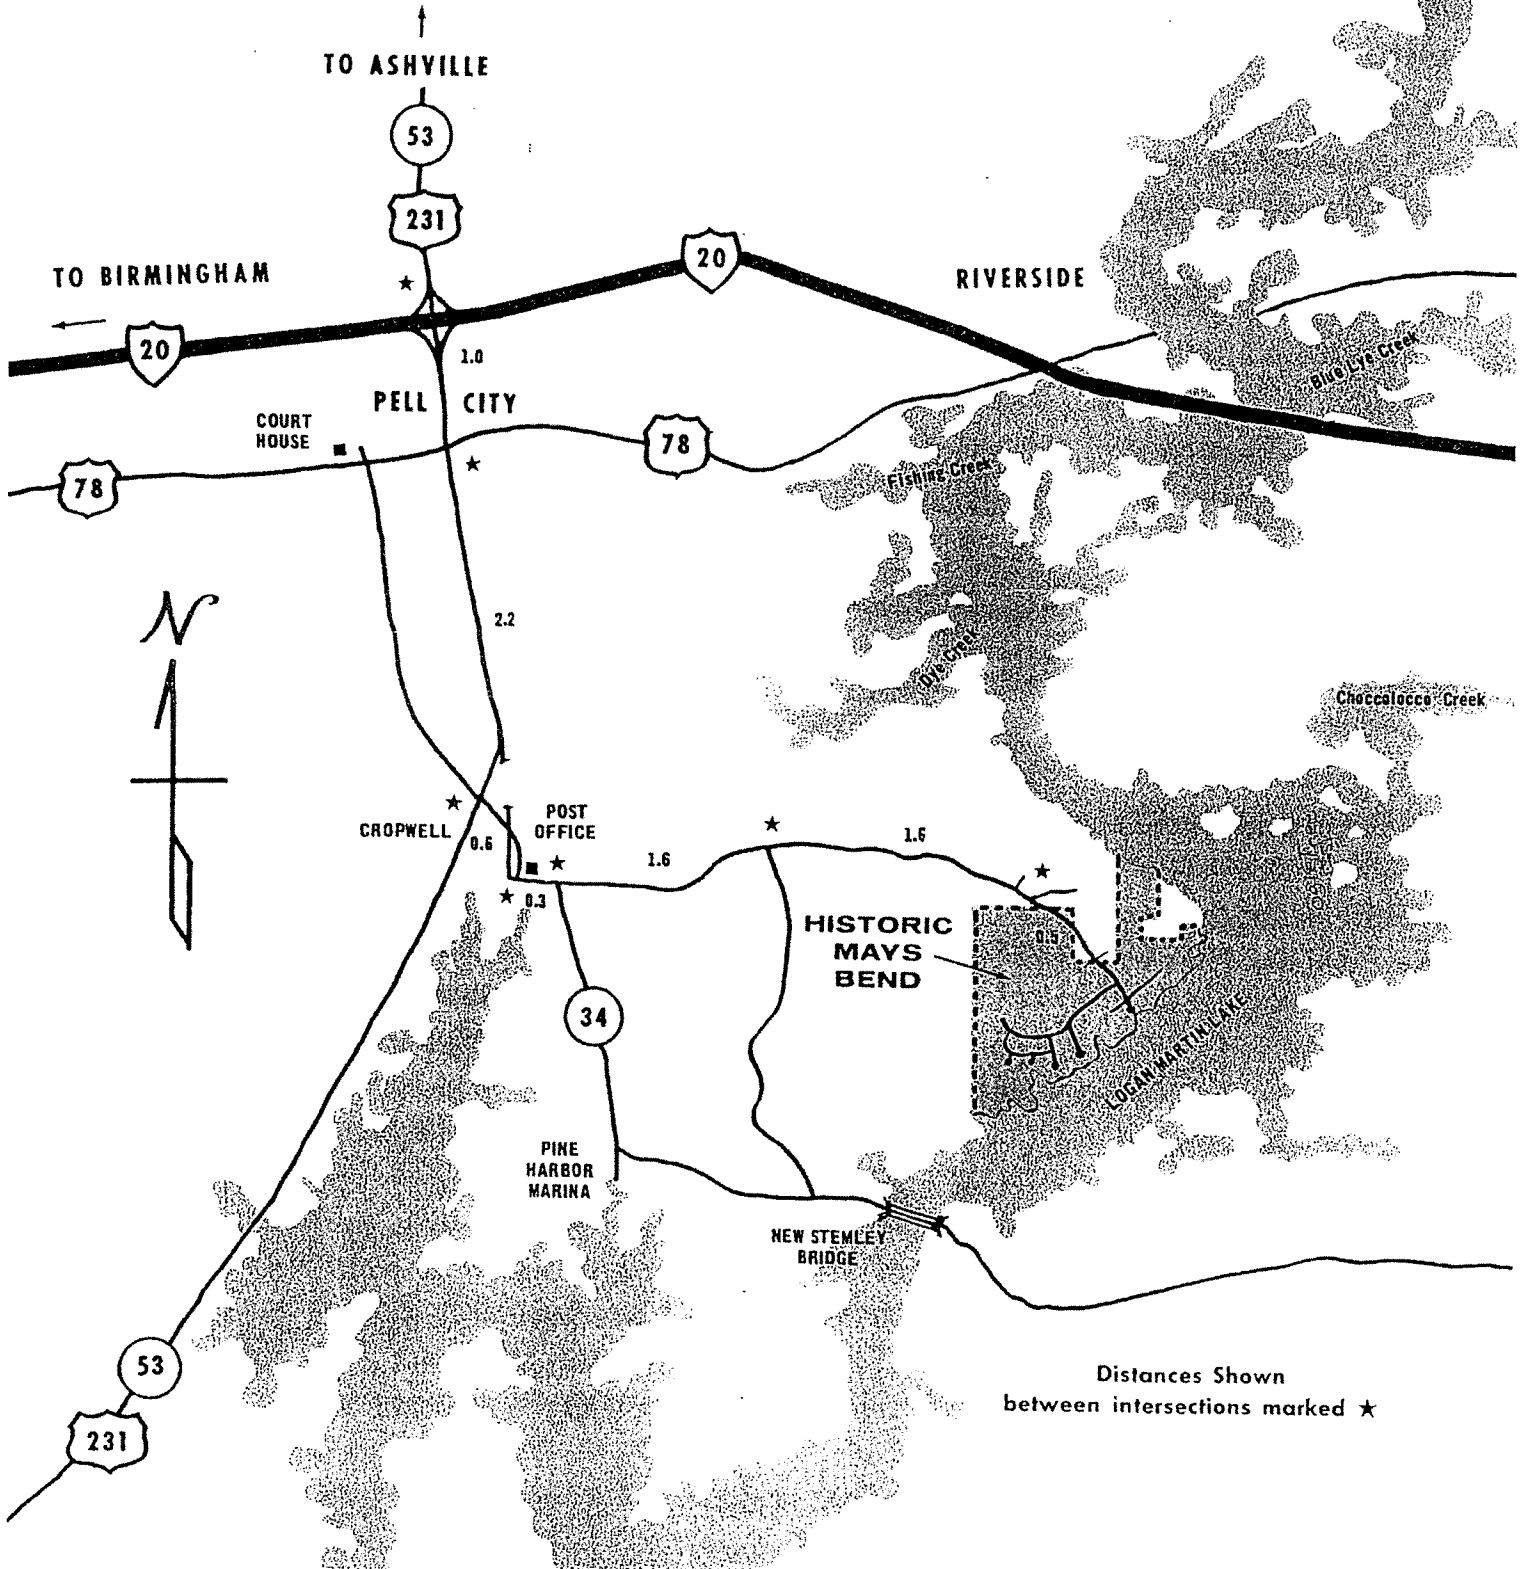 TO ASHVILLE
53
231
TO BIRMINGHAM
20
RIVERSIDE
20
1.0
Blue Lye Creek
PELL CITY
COURT
HOUSE
78
78
Fishing Creek
N
2.2
Dye Creek
Choccolocco Creek
POST
OFFICE
CROPWELL
0.6
1.6
1.6
0.3
HISTORIC
MAYS
BEND
0.5
34
LOGAN MARTIN LAKE
PINE
HARBOR
MARINA
NEW STEMLEY
BRIDGE
53
231
Distances Shown
between intersections marked ★